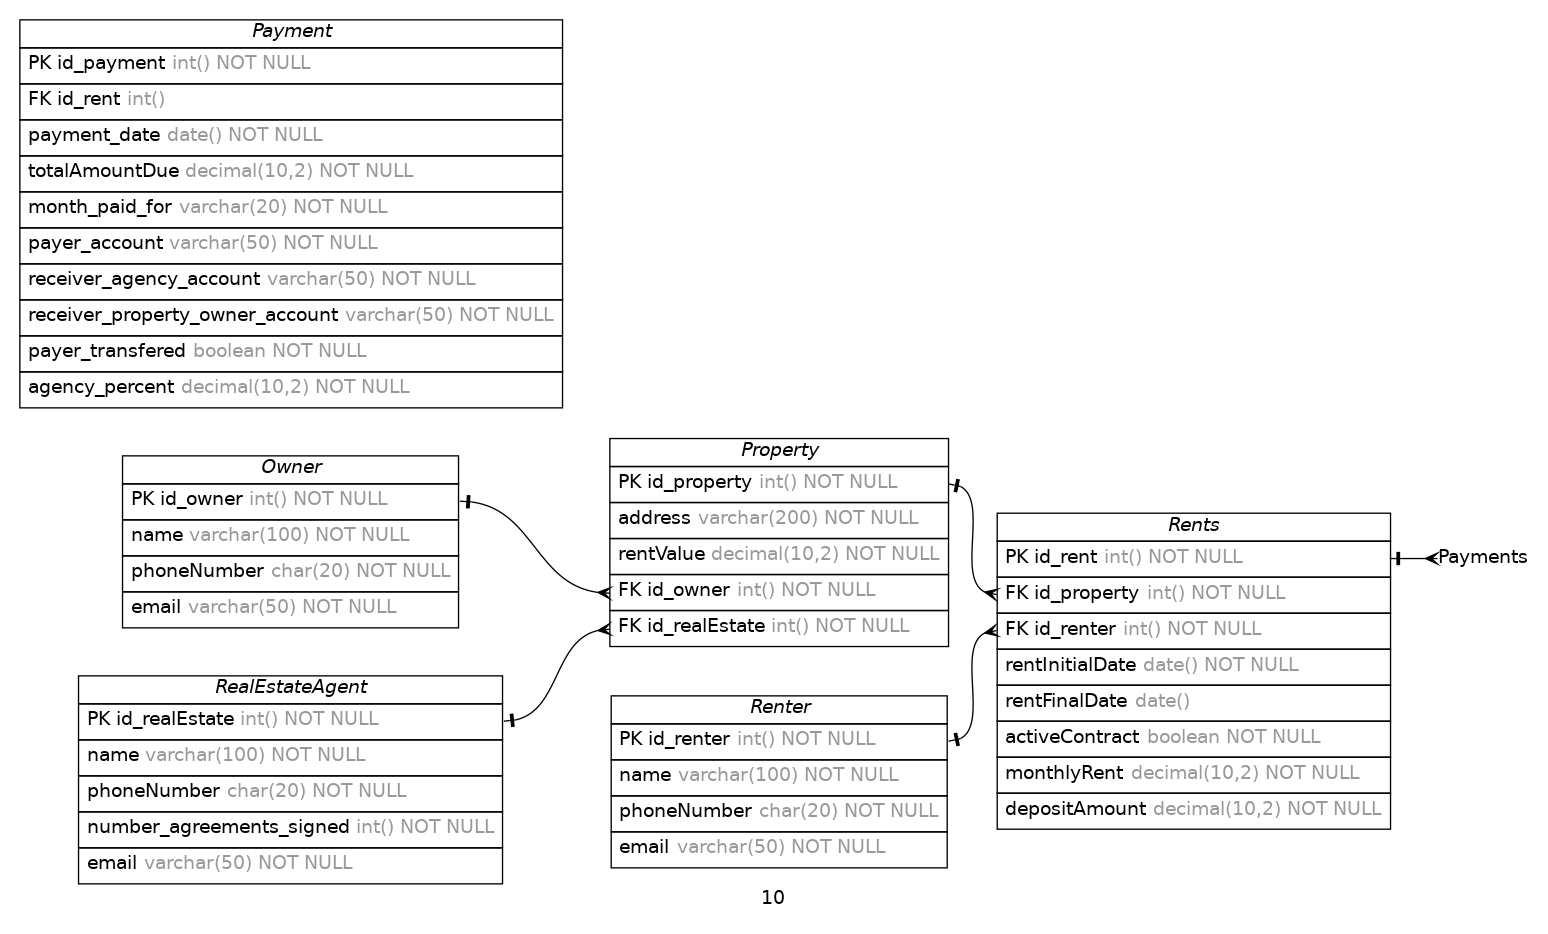 Payment
PK id_payment int() NOT NULL
FK id_rent int()
payment_date date() NOT NULL
totalAmountDue decimal(10,2) NOT NULL
month_paid_for varchar(20) NOT NULL
payer_account varchar(50) NOT NULL
receiver_agency_account varchar(50) NOT NULL
receiver_property_owner_account varchar(50) NOT NULL
payer_transfered boolean NOT NULL
agency_percent decimal(10,2) NOT NULL
Owner
PK id_owner int() NOT NULL
name varchar(100) NOT NULL
phoneNumber char(20) NOT NULL
email varchar(50) NOT NULL
RealEstateAgent
PK id_realEstate int() NOT NULL
name varchar(100) NOT NULL
phoneNumber char(20) NOT NULL
number_agreements_signed int() NOT NULL
email varchar(50) NOT NULL
Property
PK id_property int() NOT NULL
address varchar(200) NOT NULL
rentValue decimal(10,2) NOT NULL
FK id_owner int() NOT NULL
FK id_realEstate int() NOT NULL
Renter
PK id_renter int() NOT NULL
name varchar(100) NOT NULL
phoneNumber char(20) NOT NULL
email varchar(50) NOT NULL
Rents
PK id_rent int() NOT NULL
FK id_property int() NOT NULL
FK id_renter int() NOT NULL
rentInitialDate date() NOT NULL
rentFinalDate date()
activeContract boolean NOT NULL
monthlyRent decimal(10,2) NOT NULL
depositAmount decimal(10,2) NOT NULL
Payments
10